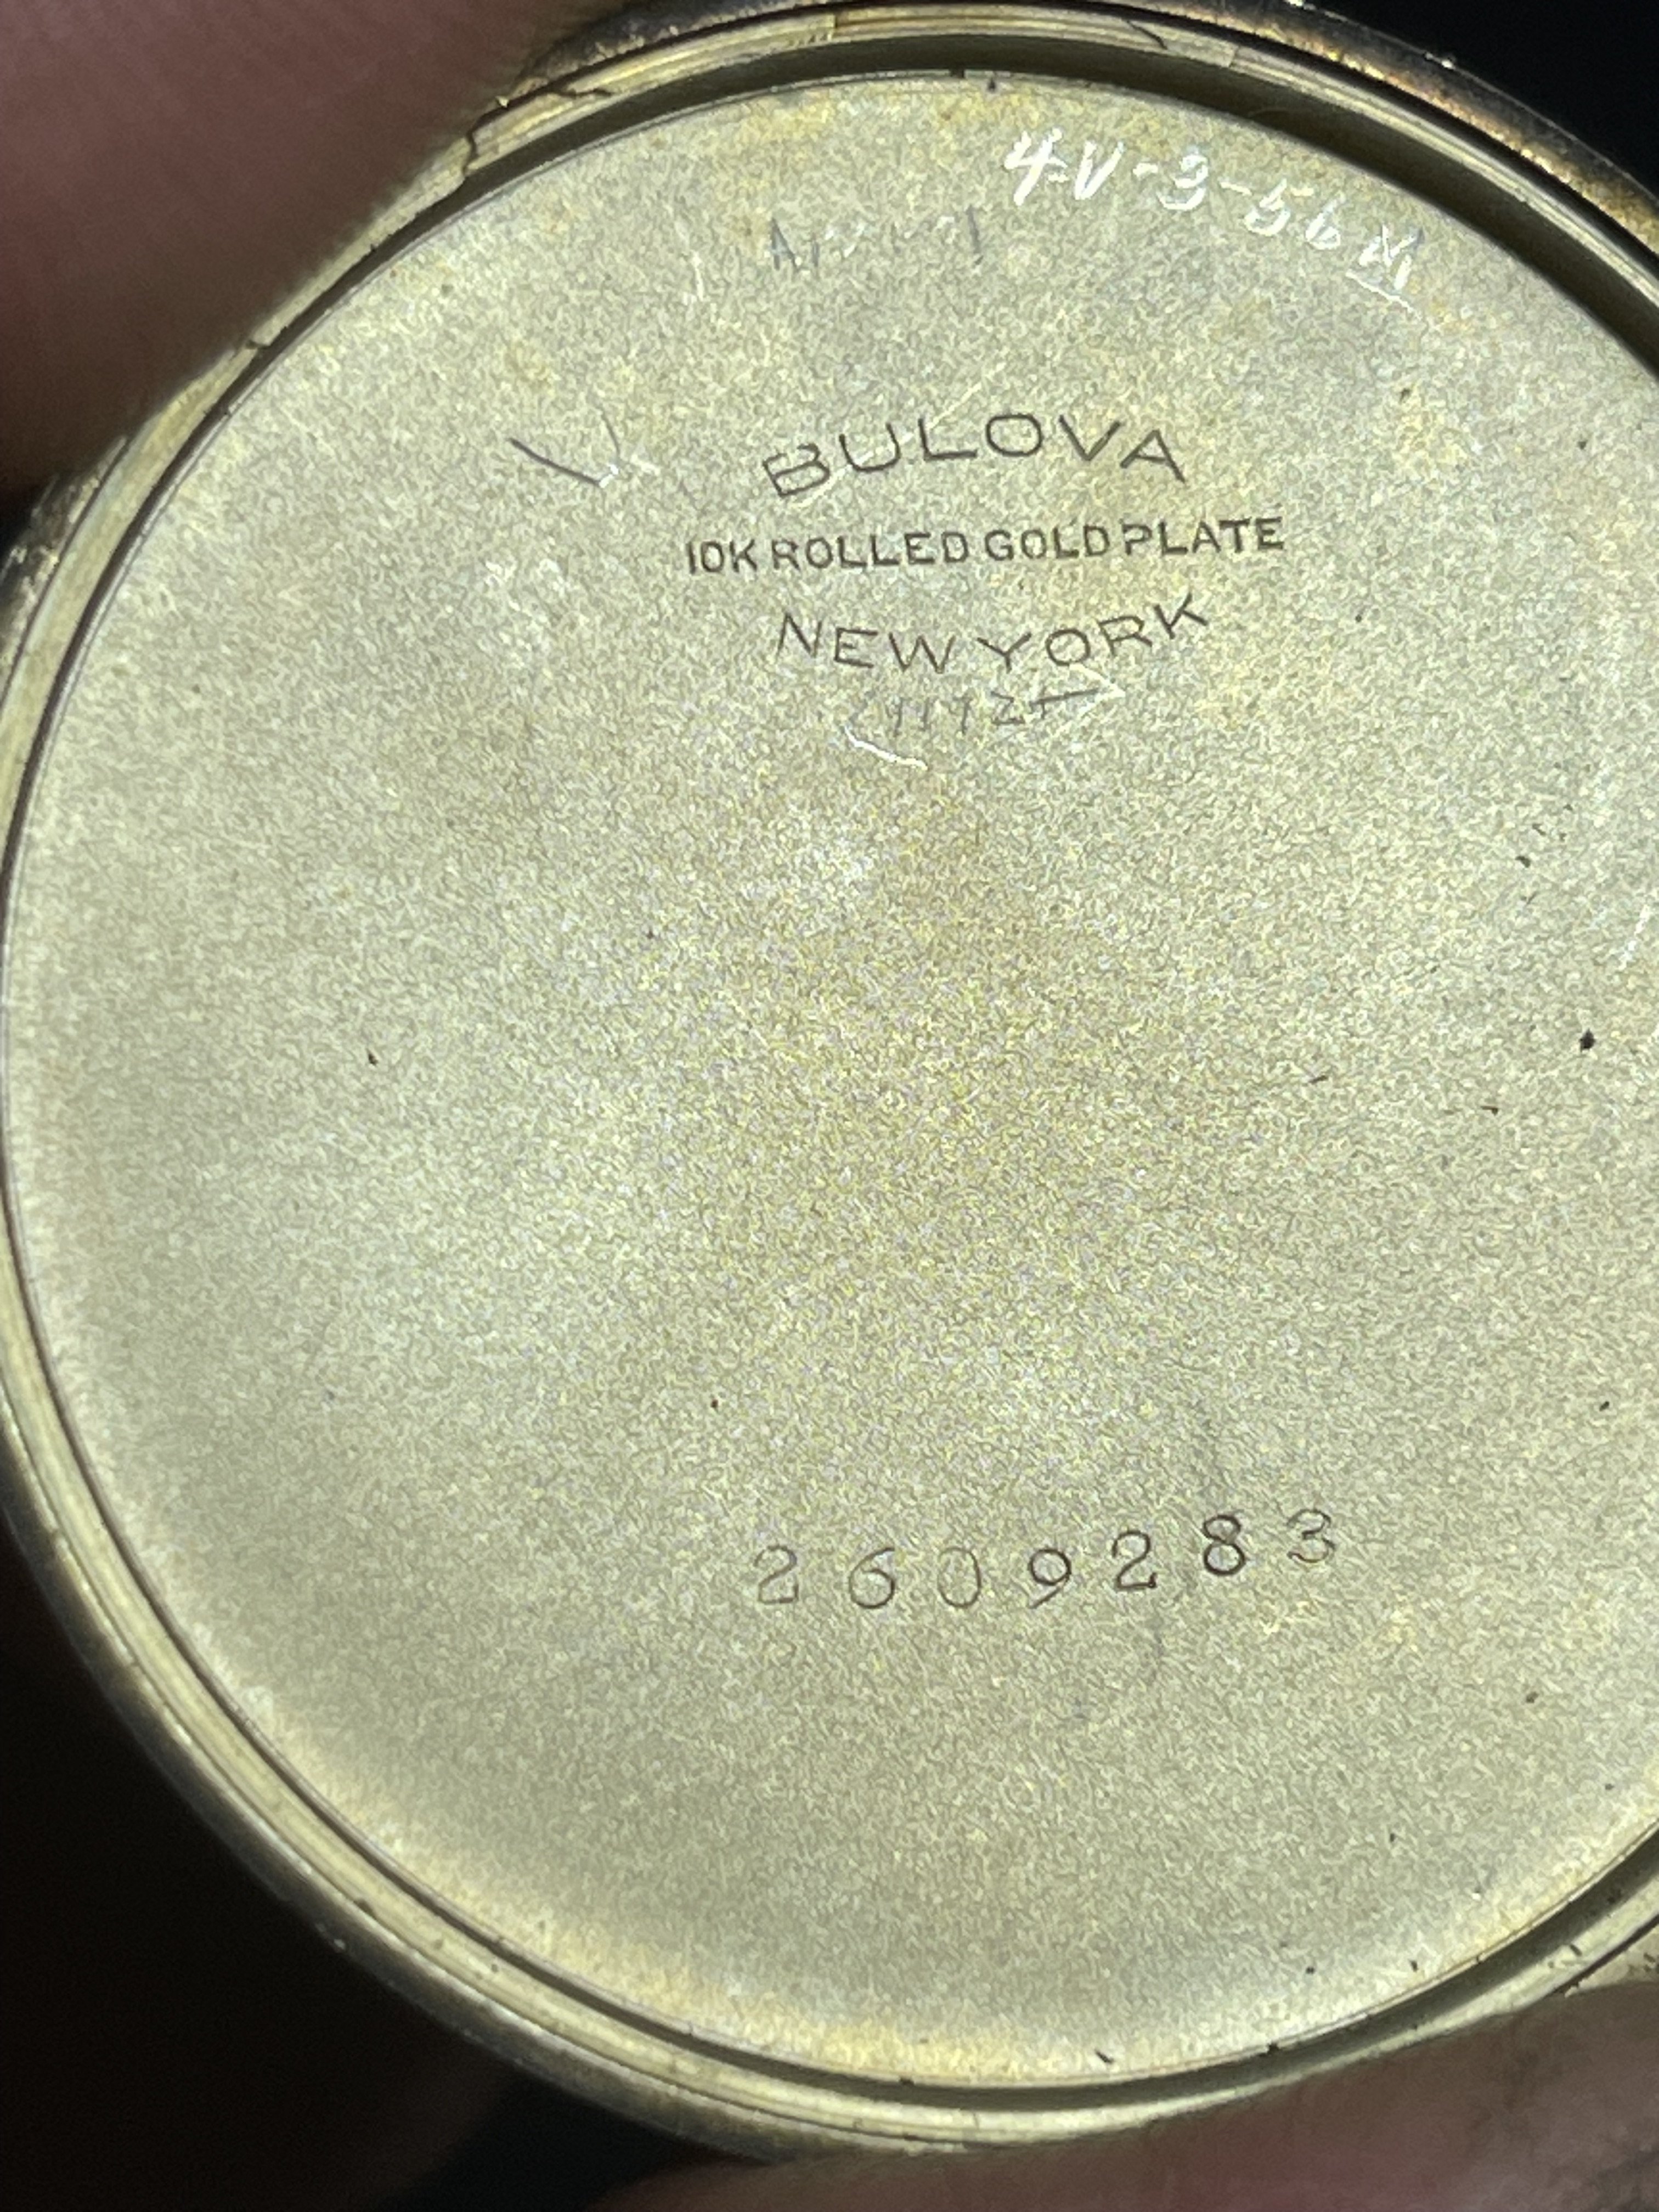 4-V-3-56M
BULOVA
10K ROLLED GOLD PLATE
NEW YORK
2609283